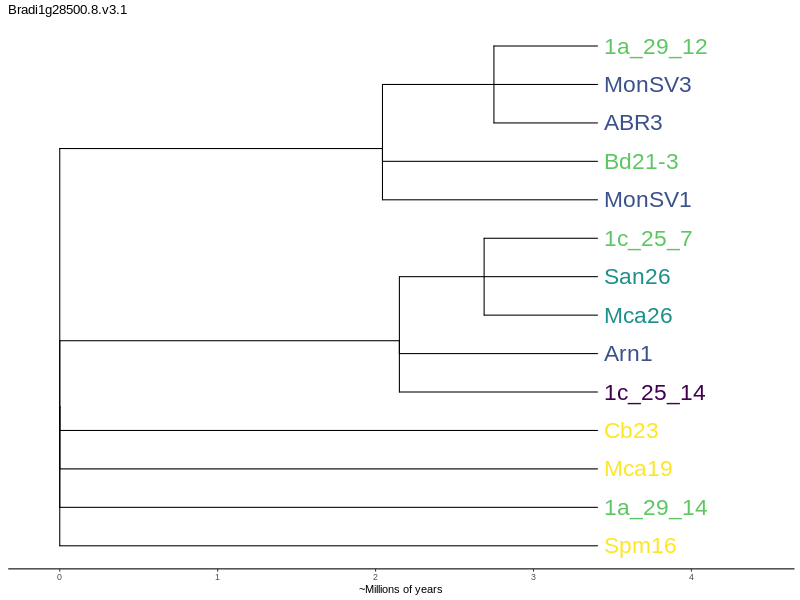 Bradi1g28500.8.v3.1
1a_29_12
MonSV3
ABR3
Bd21-3
MonSV1
1c_25_7
San26
Mca26
Arn1
1c_25_14
Cb23
Mca19
1a_29_14
Spm16
0 1 2 3 4
~Millions of years